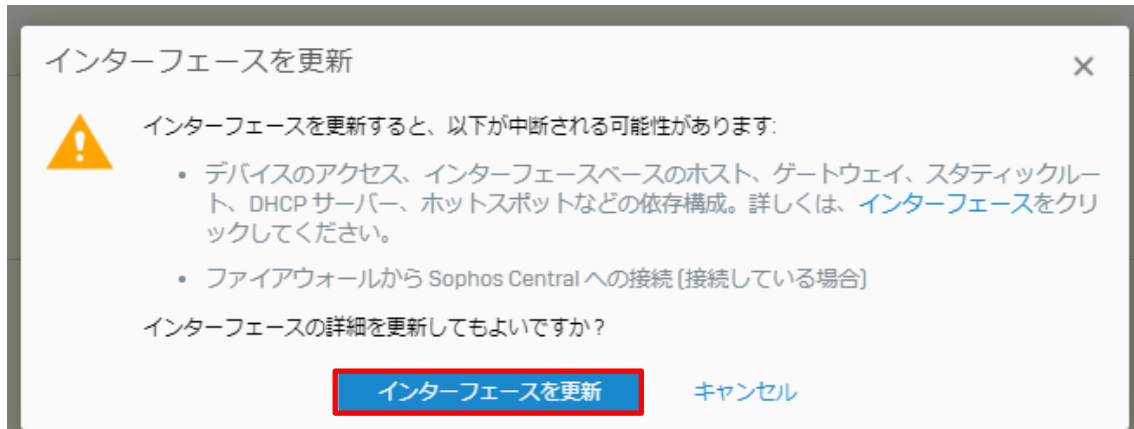 インターフェースを更新
×
インターフェースを更新すると、以下が中断される可能性があります:
• デバイスのアクセス、インターフェースベースのホスト、ゲートウェイ、スタティックルー
ト、DHCP サーバー、ホットスポットなどの依存構成。詳しくは、インターフェースをクリ
ックしてください。
• ファイアウォールから Sophos Central への接続 (接続している場合)
インターフェースの詳細を更新してもよいですか?
インターフェースを更新 キャンセル